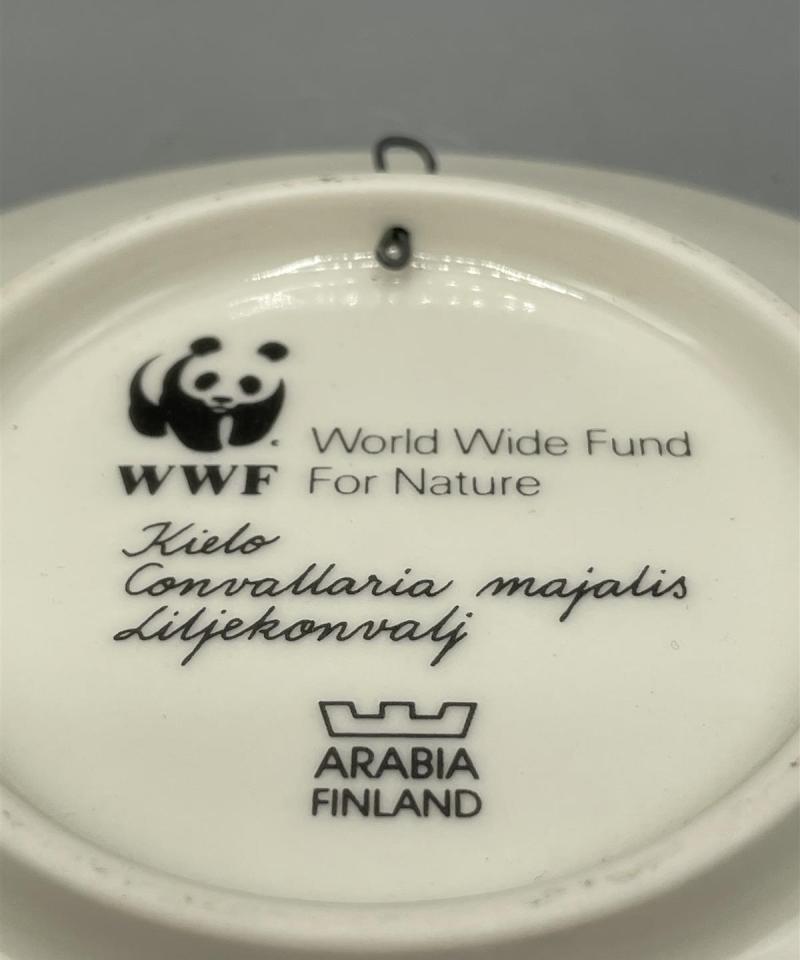 WWF World Wide Fund
For Nature
Kielo
Convallaria majalis
Liljekonvalj
ARABIA
FINLAND